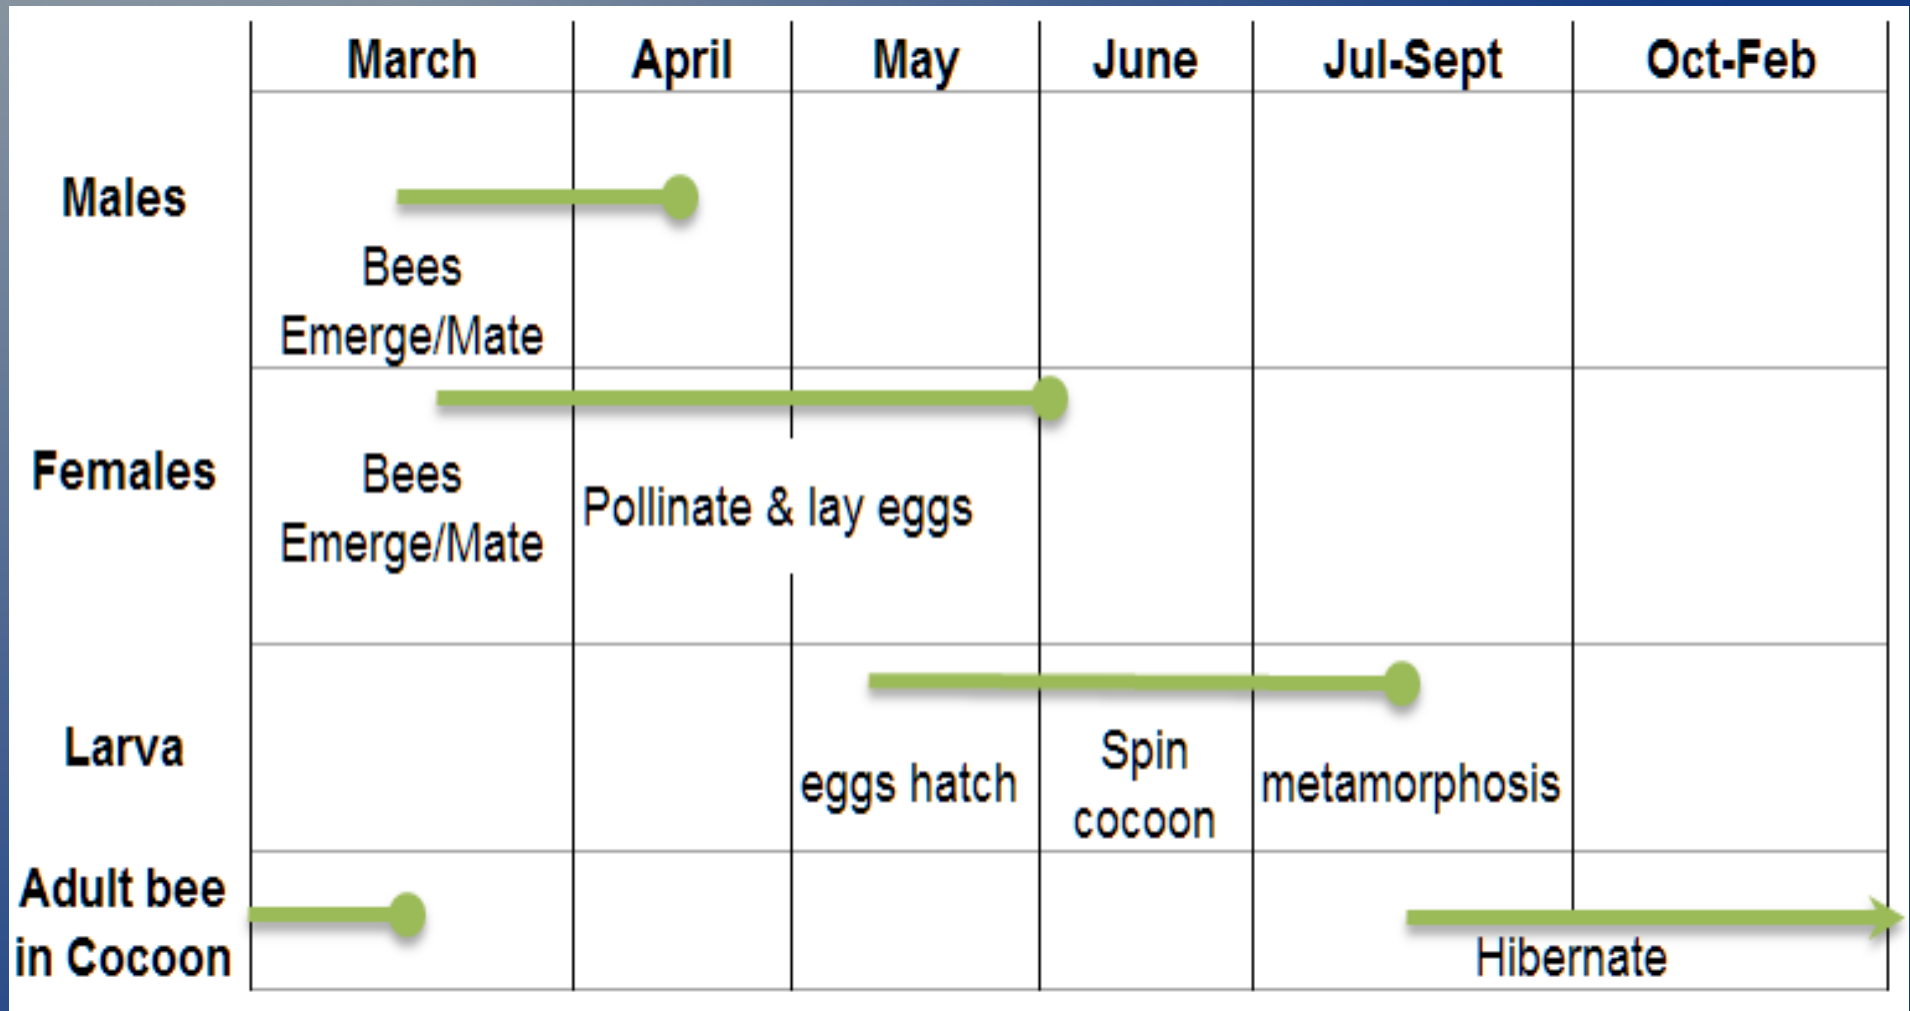 March April May June Jul-Sept Oct-Feb
Males
Bees
Emerge/Mate
Females
Bees
Emerge/Mate
Pollinate & lay eggs
Larva
eggs hatch
Spin
cocoon
metamorphosis
Adult bee
in Cocoon
Hibernate